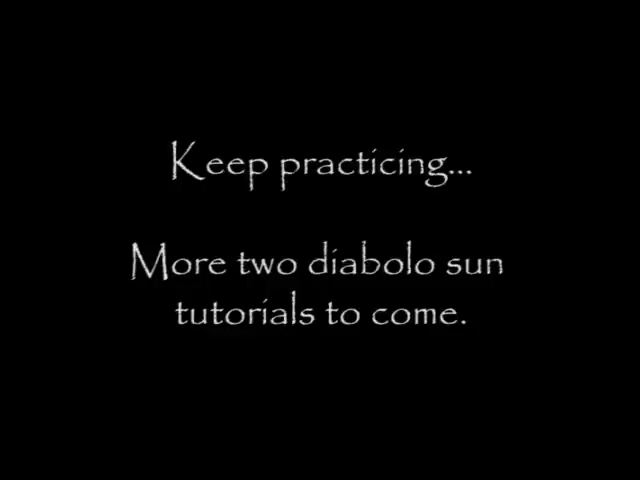 Keep practicing...
More two diabolo sun
tutorials to come.